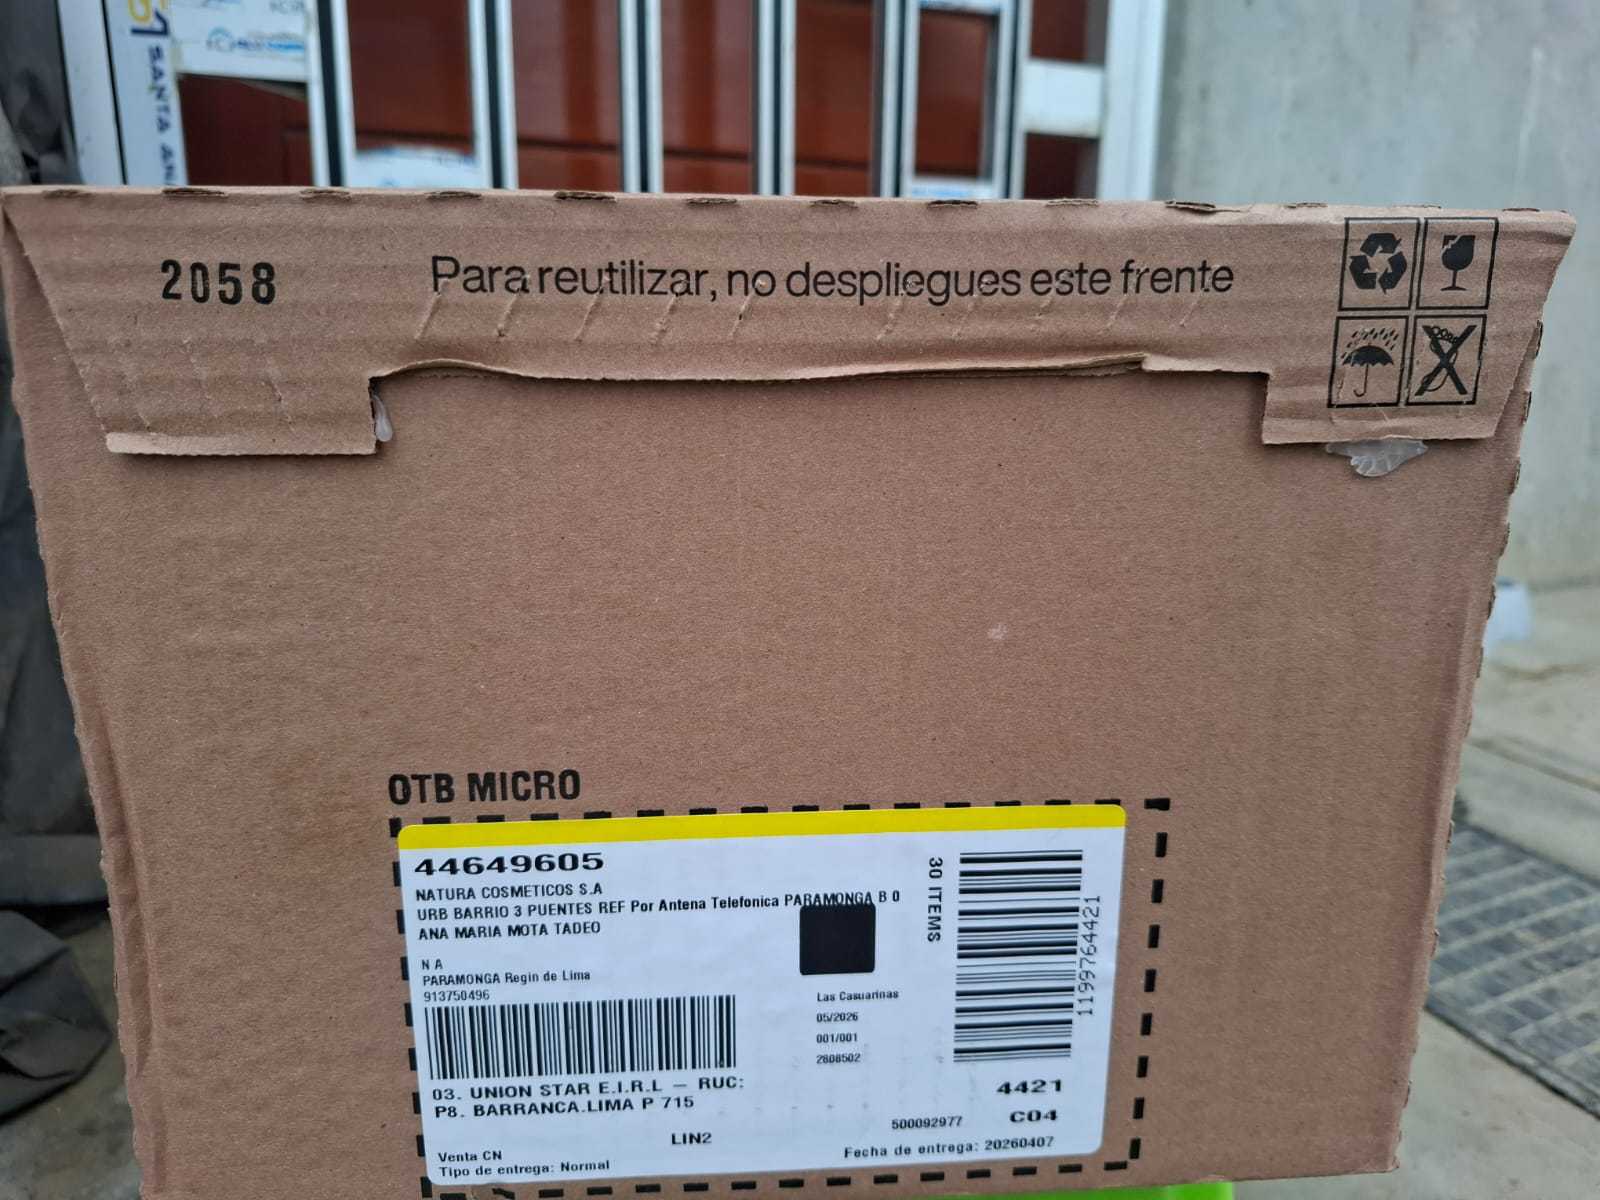 SANTA AN
2058
Para reutilizar, no despliegues este frente
OTB MICRO
44649605
NATURA COSMETICOS S.A
URB BARRIO 3 PUENTES REF Por Antena Telefonica PARAMONGA B 0
ANA MARIA MOTA TADEO
N A
PARAMONGA Regin de Lima
913750496
03. UNION STAR E.I.R.L – RUC:
P8. BARRANCA.LIMA P 715
LIN2
Venta CN
Tipo de entrega: Normal
Las Casuarinas
05/2026
001/001
2808502
30 ITEMS
1199764421
4421
C04
500092977
Fecha de entrega: 20260407